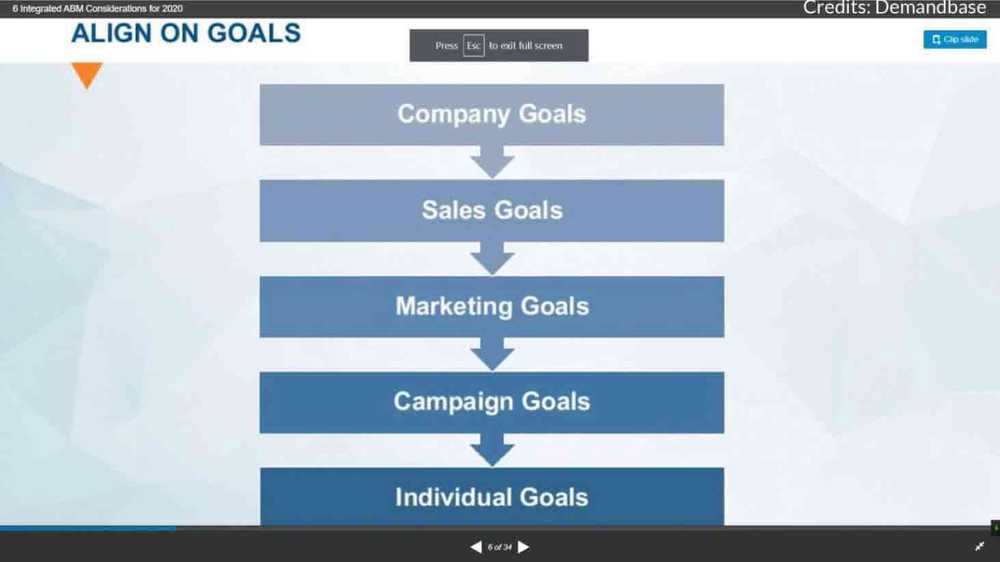 6 Integrated ABM Considerations for 2020
Credits: Demandbase
ALIGN ON GOALS
Press Esc to exit full screen
Clip slide
Company Goals
Sales Goals
Marketing Goals
Campaign Goals
Individual Goals
6 of 34